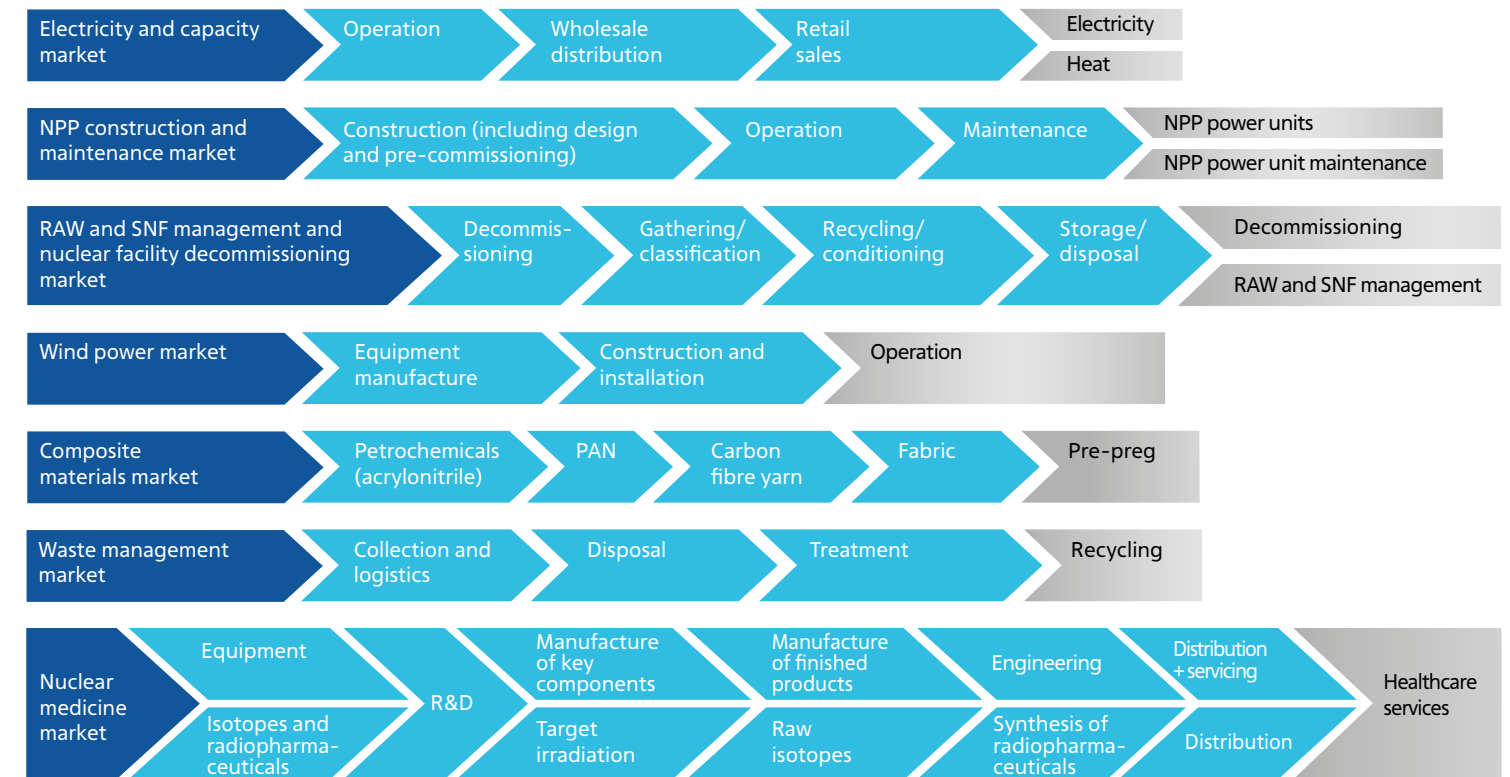 Electricity and capacity
market
Operation
Wholesale
distribution
Retail
sales
Electricity
Heat
NPP construction and
maintenance market
Construction (including design
and pre-commissioning)
Operation
Maintenance
NPP power units
NPP power unit maintenance
RAW and SNF management and
nuclear facility decommissioning
market
Decommis-
sioning
Gathering/
classification
Recycling/
conditioning
Storage/
disposal
Decommissioning
RAW and SNF management
Wind power market
Equipment
manufacture
Construction and
installation
Operation
Composite
materials market
Petrochemicals
(acrylonitrile)
PAN
Carbon
fibre yarn
Fabric
Pre-preg
Waste management
market
Collection and
logistics
Disposal
Treatment
Recycling
Nuclear
medicine
market
Equipment
Isotopes and
radiopharma-
ceuticals
R&D
Manufacture
of key
components
Target
irradiation
Manufacture
of finished
products
Raw
isotopes
Engineering
Synthesis of
radiopharma-
ceuticals
Distribution
+ servicing
Distribution
Healthcare
services